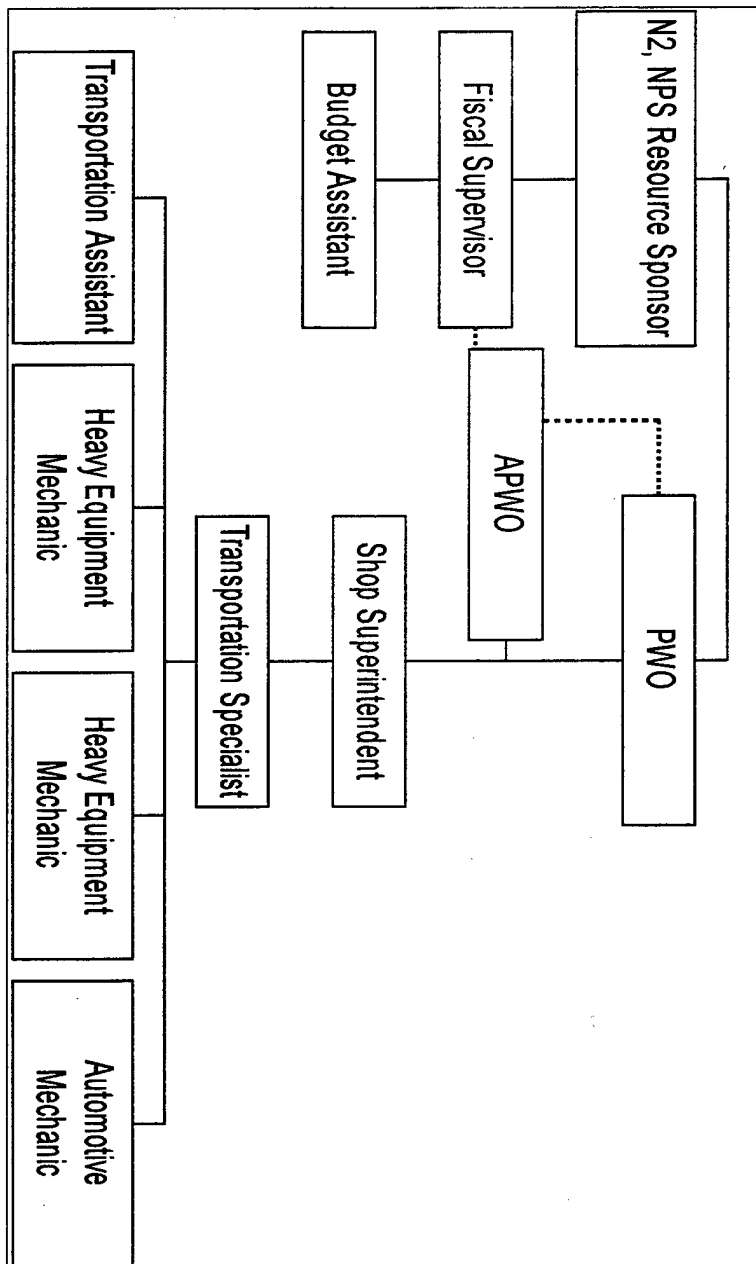 N2, NPS Resource Sponsor
PWO
Fiscal Supervisor
APWO
Budget Assistant
Shop Superintendent
Transportation Specialist
Transportation Assistant
Heavy Equipment
Mechanic
Heavy Equipment
Mechanic
Automotive
Mechanic